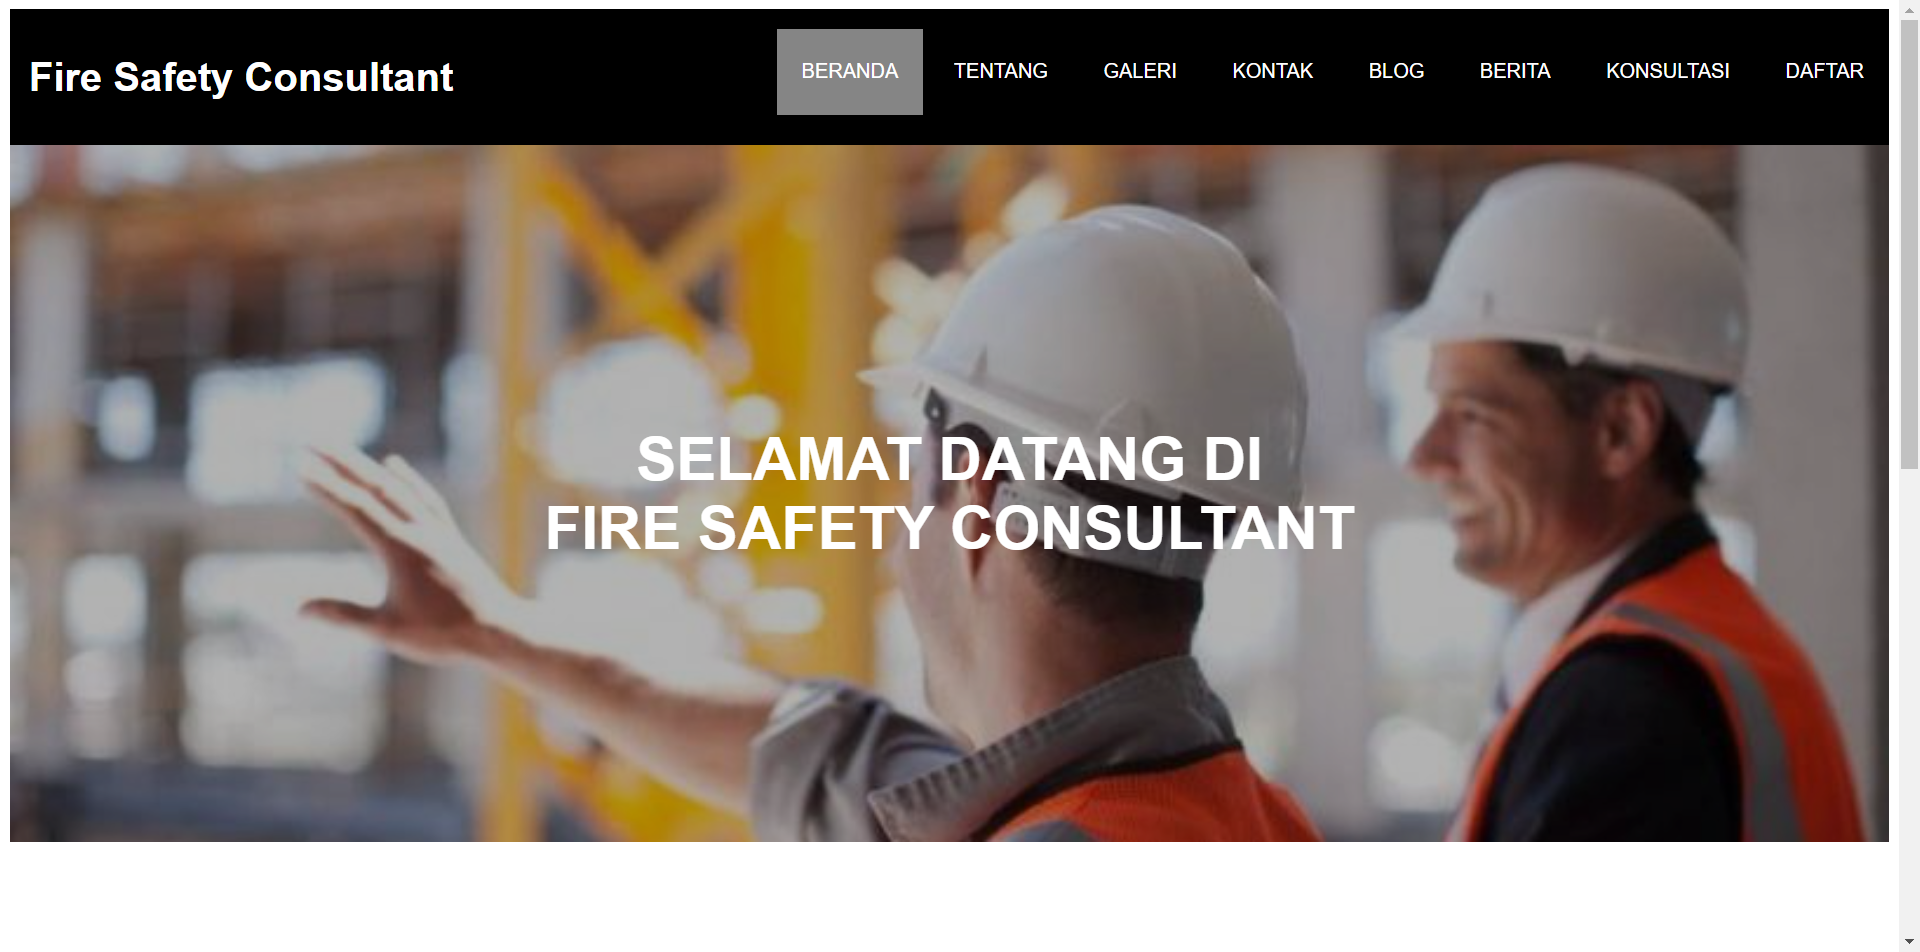 Fire Safety Consultant
BERANDA TENTANG GALERI KONTAK BLOG BERITA KONSULTASI DAFTAR
SELAMAT DATANG DI
FIRE SAFETY CONSULTANT